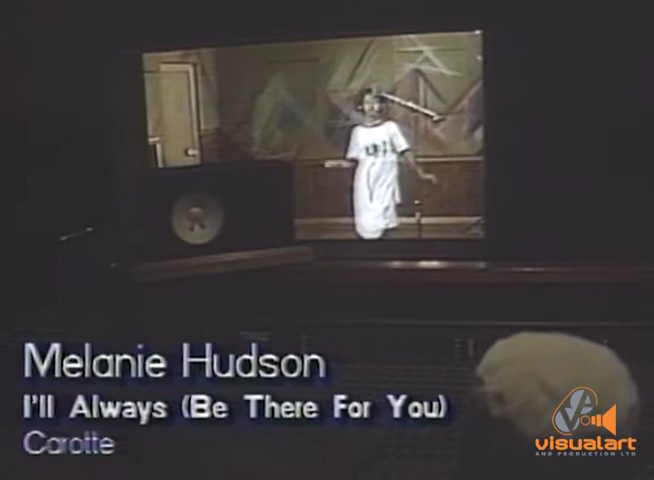 Melanie Hudson
I'll Always (Be There For You)
Carotte
visualart
AND PRODUCTION LTD